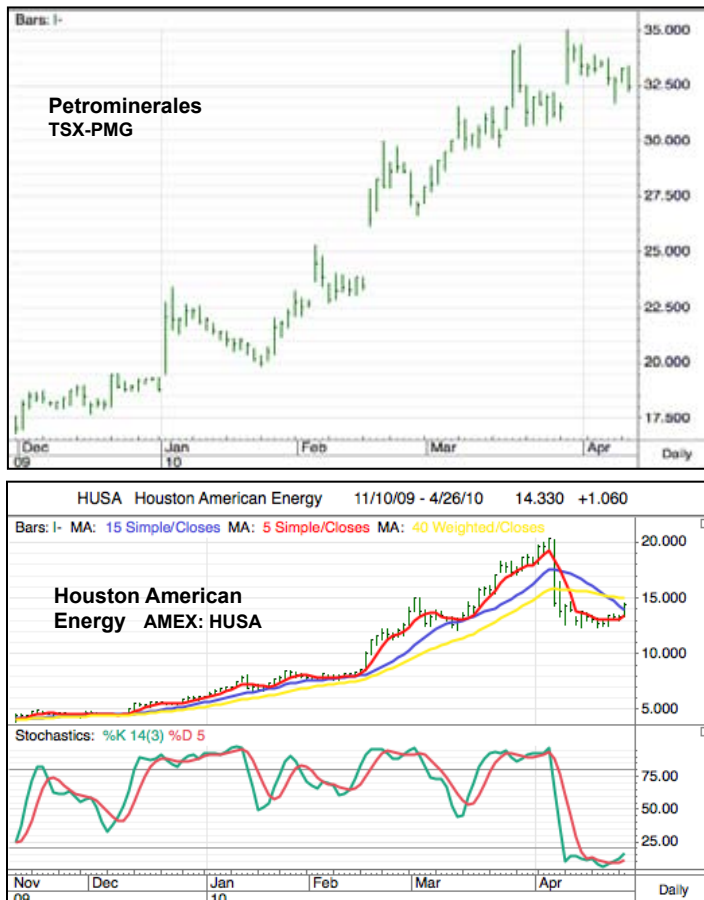 Bars: I-
35.000
Petrominerales
TSX-PMG
32.500
30.000
27.500
25.000
22.500
20.000
17.500
Dec Jan Feb Mar Apr
09 10 Daily
HUSA Houston American Energy 11/10/09 - 4/26/10 14.330 +1.060
Bars: I- MA: 15 Simple/Closes MA: 5 Simple/Closes MA: 40 Weighted/Closes
20.000
Houston American
Energy AMEX: HUSA
15.000
10.000
5.000
Stochastics: %K 14(3) %D 5
75.00
50.00
25.00
Nov Dec Jan Feb Mar Apr
09 10 Daily